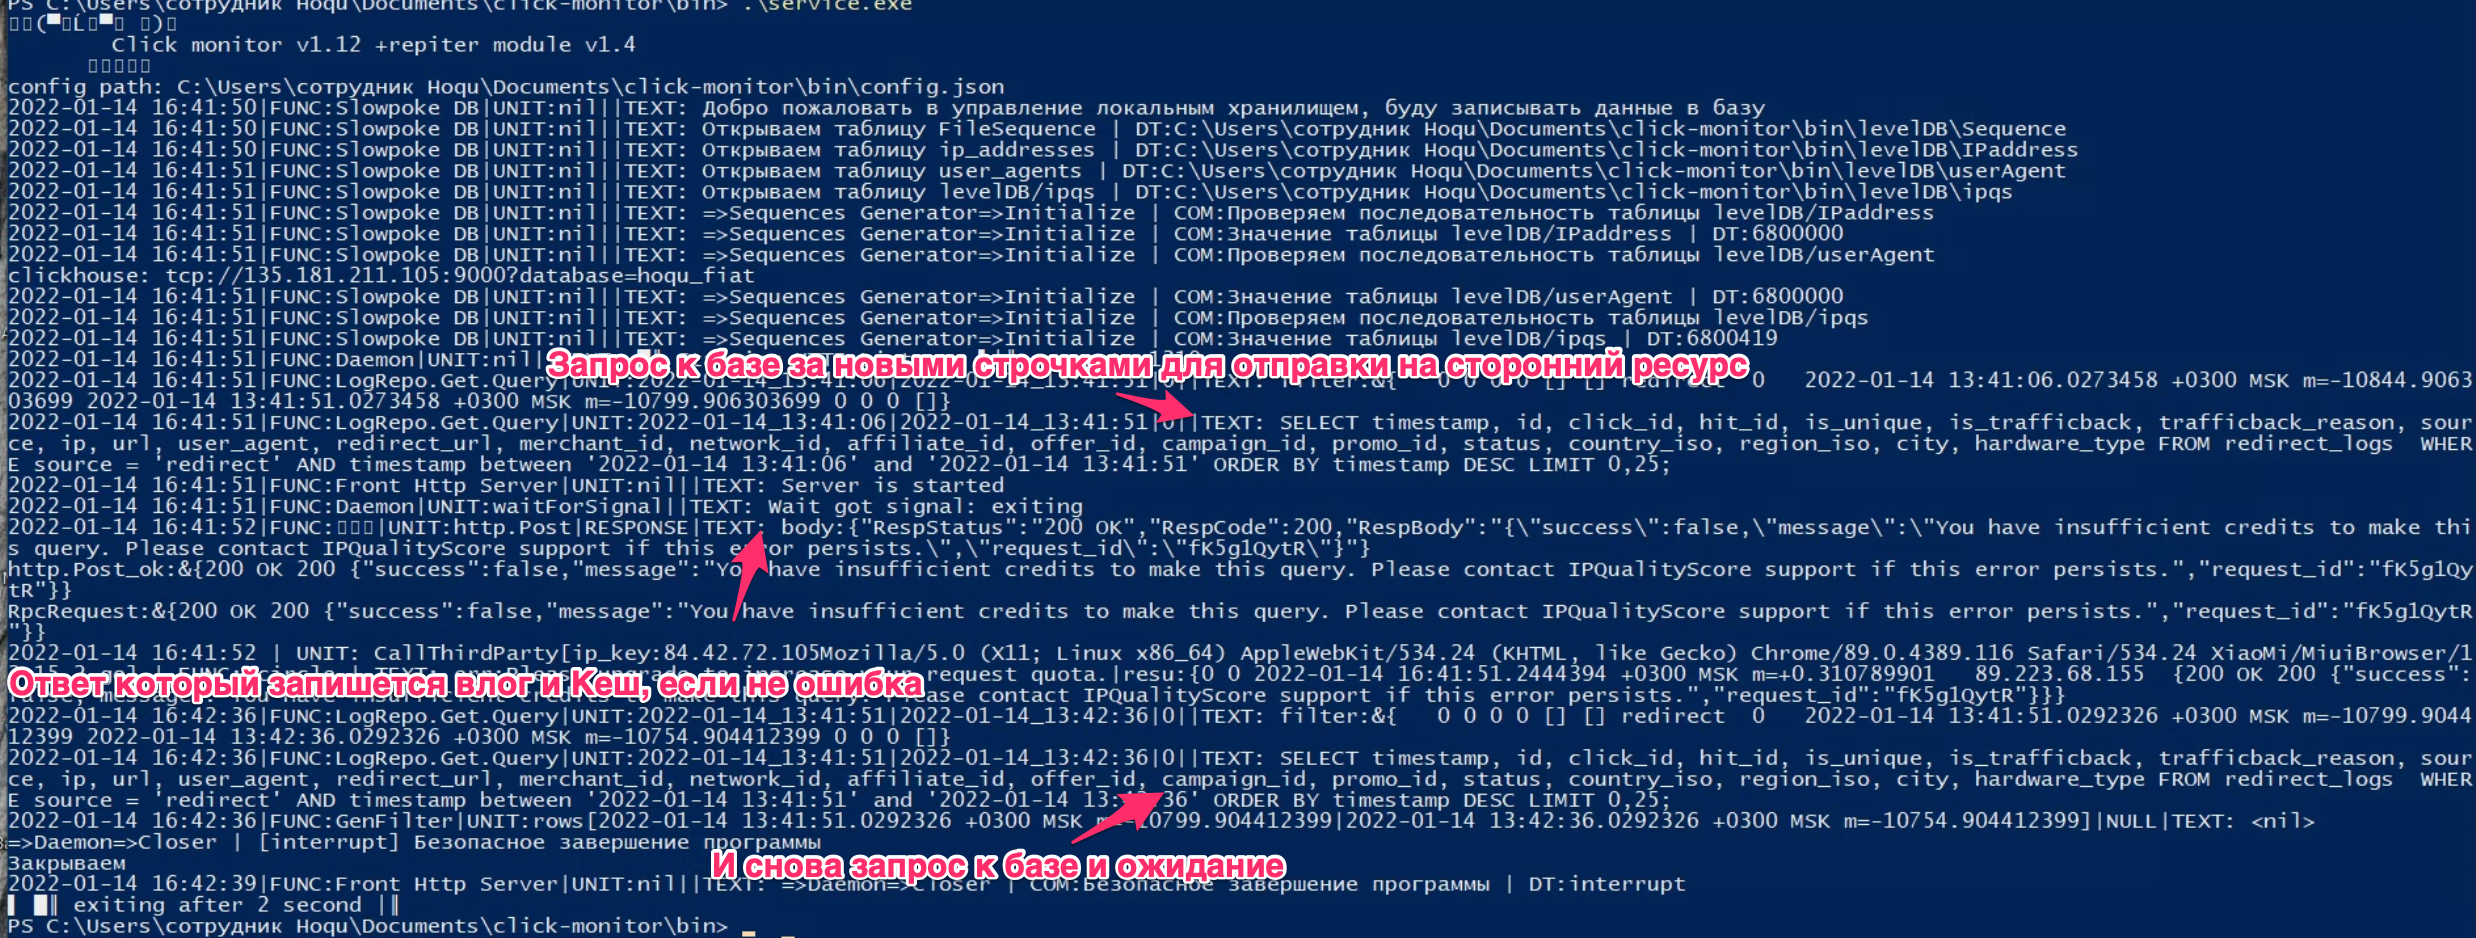 PS C:\Users\сотрудник Hoqu\Documents\click-monitor\bin> .\service.exe
Click monitor v1.12 +repiter module v1.4
config path: C:\Users\сотрудник Hoqu\Documents\click-monitor\bin\config.json
2022-01-14 16:41:50|FUNC:Slowpoke DB|UNIT:nil||TEXT: Добро пожаловать в управление локальным хранилищем, буду записывать данные в базу
2022-01-14 16:41:50|FUNC:Slowpoke DB|UNIT:nil||TEXT: Открываем таблицу FileSequence | DT:C:\Users\сотрудник Hoqu\Documents\click-monitor\bin\levelDB\Sequence
2022-01-14 16:41:50|FUNC:Slowpoke DB|UNIT:nil||TEXT: Открываем таблицу ip_addresses | DT:C:\Users\сотрудник Hoqu\Documents\click-monitor\bin\levelDB\IPaddress
2022-01-14 16:41:51|FUNC:Slowpoke DB|UNIT:nil||TEXT: Открываем таблицу user_agents | DT:C:\Users\сотрудник Hoqu\Documents\click-monitor\bin\levelDB\userAgent
2022-01-14 16:41:51|FUNC:Slowpoke DB|UNIT:nil||TEXT: Открываем таблицу levelDB/ipqs | DT:C:\Users\сотрудник Hoqu\Documents\click-monitor\bin\levelDB\ipqs
2022-01-14 16:41:51|FUNC:Slowpoke DB|UNIT:nil||TEXT: =>Sequences Generator=>Initialize | COM:Проверяем последовательность таблицы levelDB/IPaddress
2022-01-14 16:41:51|FUNC:Slowpoke DB|UNIT:nil||TEXT: =>Sequences Generator=>Initialize | COM:Значение таблицы levelDB/IPaddress | DT:6800000
2022-01-14 16:41:51|FUNC:Slowpoke DB|UNIT:nil||TEXT: =>Sequences Generator=>Initialize | COM:Проверяем последовательность таблицы levelDB/userAgent
clickhouse: tcp://135.181.211.105:9000?database=hoqu_fiat
2022-01-14 16:41:51|FUNC:Slowpoke DB|UNIT:nil||TEXT: =>Sequences Generator=>Initialize | COM:Значение таблицы levelDB/userAgent | DT:6800000
2022-01-14 16:41:51|FUNC:Slowpoke DB|UNIT:nil||TEXT: =>Sequences Generator=>Initialize | COM:Проверяем последовательность таблицы levelDB/ipqs
2022-01-14 16:41:51|FUNC:Slowpoke DB|UNIT:nil||TEXT: =>Sequences Generator=>Initialize | COM:Значение таблицы levelDB/ipqs | DT:6800419
2022-01-14 16:41:51|FUNC:Daemon|UNIT:nil|
Запрос к базе за новыми строчками для отправки на сторонний ресурс
2022-01-14 16:41:51|FUNC:LogRepo.Get.Query|UNIT:2022-01-14_13:41:06|2022-01-14_13:41:51|0||TEXT: filter:&{ 0 0 0 0 [] [] redirect 0 2022-01-14 13:41:06.0273458 +0300 MSK m=-10844.9063
03699 2022-01-14 13:41:51.0273458 +0300 MSK m=-10799.906303699 0 0 0 []}
2022-01-14 16:41:51|FUNC:LogRepo.Get.Query|UNIT:2022-01-14_13:41:06|2022-01-14_13:41:51|0||TEXT: SELECT timestamp, id, click_id, hit_id, is_unique, is_trafficback, trafficback_reason, sour
ce, ip, url, user_agent, redirect_url, merchant_id, network_id, affiliate_id, offer_id, campaign_id, promo_id, status, country_iso, region_iso, city, hardware_type FROM redirect_logs WHER
E source = 'redirect' AND timestamp between '2022-01-14 13:41:06' and '2022-01-14 13:41:51' ORDER BY timestamp DESC LIMIT 0,25;
2022-01-14 16:41:51|FUNC:Front Http Server|UNIT:nil||TEXT: Server is started
2022-01-14 16:41:51|FUNC:Daemon|UNIT:waitForSignal||TEXT: Wait got signal: exiting
2022-01-14 16:41:52|FUNC:|UNIT:http.Post|RESPONSE|TEXT: body:{"RespStatus":"200 OK","RespCode":200,"RespBody":"{\"success\":false,\"message\":\"You have insufficient credits to make thi
s query. Please contact IPQualityScore support if this error persists.\",\"request_id\":\"fK5g1QytR\"}"}
http.Post_ok:&{200 OK 200 {"success":false,"message":"You have insufficient credits to make this query. Please contact IPQualityScore support if this error persists.","request_id":"fK5g1Qy
tR"}}
RpcRequest:&{200 OK 200 {"success":false,"message":"You have insufficient credits to make this query. Please contact IPQualityScore support if this error persists.","request_id":"fK5g1QytR
"}}
2022-01-14 16:41:52 | UNIT: CallThirdParty[ip_key:84.42.72.105Mozilla/5.0 (X11; Linux x86_64) AppleWebKit/534.24 (KHTML, like Gecko) Chrome/89.0.4389.116 Safari/534.24 XiaoMi/MiuiBrowser/1
request quota.|resu:{0 0 2022-01-14 16:41:51.2444394 +0300 MSK m=+0.310789901 89.223.68.155 {200 OK 200 {"success":
Ответ который запишется влог и Кеш, если не ошибка
Please contact IPQualityScore support if this error persists.","request_id":"fK5g1QytR"}}}
2022-01-14 16:42:36|FUNC:LogRepo.Get.Query|UNIT:2022-01-14_13:41:51|2022-01-14_13:42:36|0||TEXT: filter:&{ 0 0 0 0 [] [] redirect 0 2022-01-14 13:41:51.0292326 +0300 MSK m=-10799.9044
12399 2022-01-14 13:42:36.0292326 +0300 MSK m=-10754.904412399 0 0 0 []}
2022-01-14 16:42:36|FUNC:LogRepo.Get.Query|UNIT:2022-01-14_13:41:51|2022-01-14_13:42:36|0||TEXT: SELECT timestamp, id, click_id, hit_id, is_unique, is_trafficback, trafficback_reason, sour
ce, ip, url, user_agent, redirect_url, merchant_id, network_id, affiliate_id, offer_id, campaign_id, promo_id, status, country_iso, region_iso, city, hardware_type FROM redirect_logs WHER
E source = 'redirect' AND timestamp between '2022-01-14 13:41:51' and '2022-01-14 13:42:36' ORDER BY timestamp DESC LIMIT 0,25;
2022-01-14 16:42:36|FUNC:GenFilter|UNIT:rows[2022-01-14 13:41:51.0292326 +0300 MSK m=-10799.904412399|2022-01-14 13:42:36.0292326 +0300 MSK m=-10754.904412399]|NULL|TEXT: <nil>
=>Daemon=>Closer | [interrupt] Безопасное завершение программы
Закрываем
И снова запрос к базе и ожидание
2022-01-14 16:42:39|FUNC:Front Http Server|UNIT:nil||TEXT: =>Daemon=>Closer | COM:Безопасное завершение программы | DT:interrupt
exiting after 2 second
PS C:\Users\сотрудник Hoqu\Documents\click-monitor\bin>